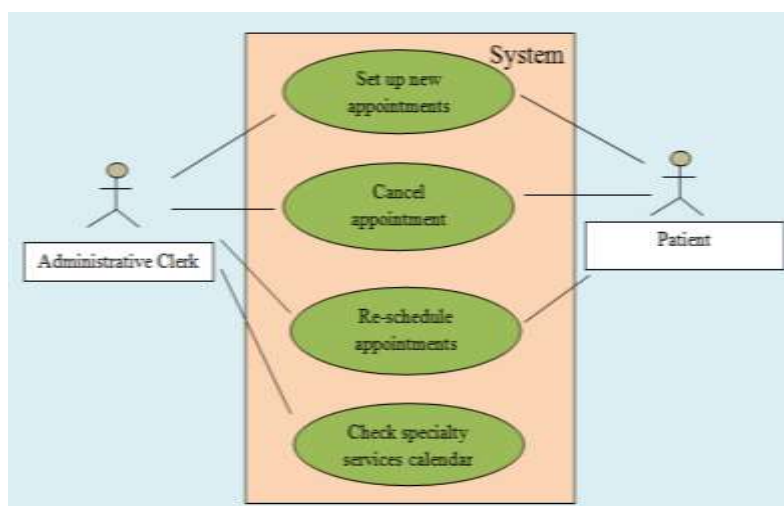 System
Set up new
appointments
Cancel
appointment
Administrative Clerk
Patient
Re-schedule
appointments
Check specialty
services calendar